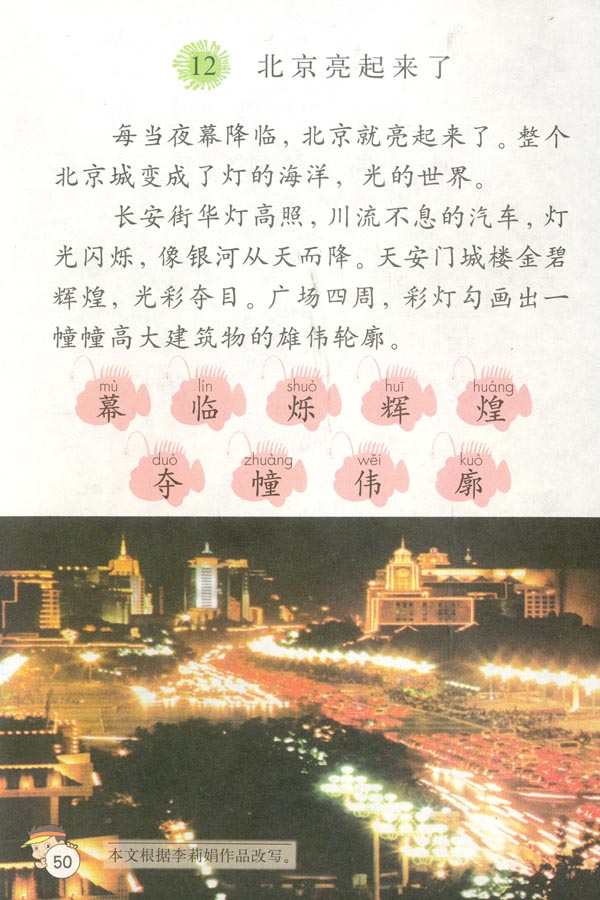 12 北京亮起来了
每当夜幕降临，北京就亮起来了。整个
北京城变成了灯的海洋，光的世界。
长安街华灯高照，川流不息的汽车，灯
光闪烁，像银河从天而降。天安门城楼金碧
辉煌，光彩夺目。广场四周，彩灯勾画出一
幢幢高大建筑物的雄伟轮廓。
mù lín shuò huī huáng
幕 临 烁 辉 煌
duó zhuàng wěi kuò
夺 幢 伟 廓
50 本文根据李莉娟作品改写。